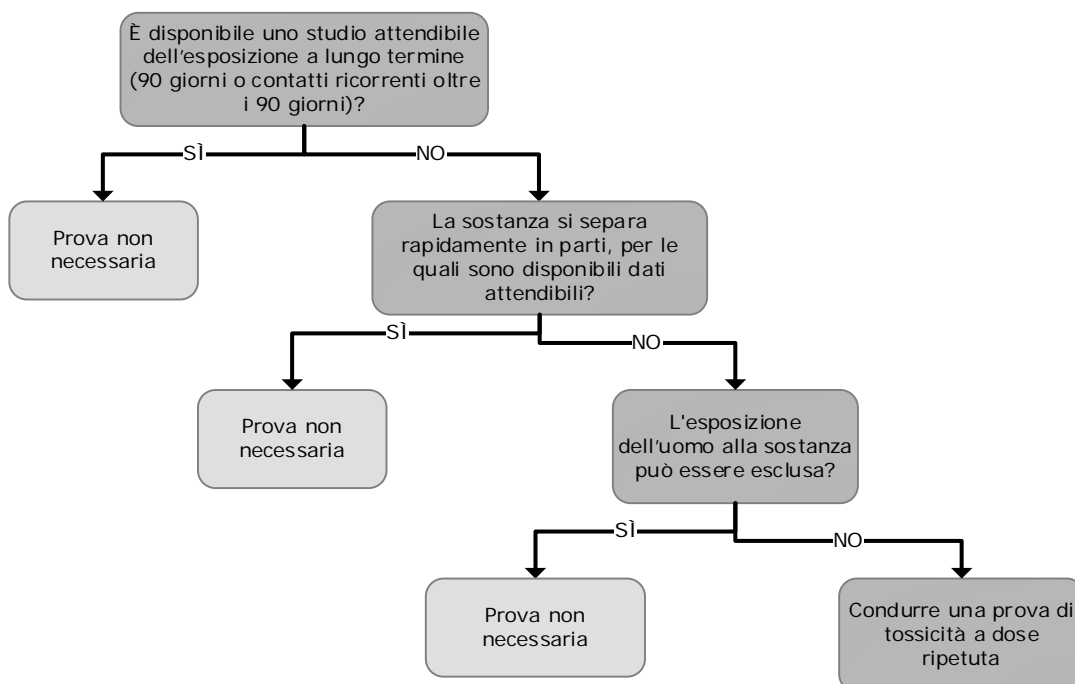 È disponibile uno studio attendibile
dell'esposizione a lungo termine
(90 giorni o contatti ricorrenti oltre
i 90 giorni)?
SÌ
NO
Prova non
necessaria
La sostanza si separa
rapidamente in parti, per le
quali sono disponibili dati
attendibili?
SÌ
NO
Prova non
necessaria
L'esposizione
dell'uomo alla sostanza
può essere esclusa?
SÌ
NO
Prova non
necessaria
Condurre una prova di
tossicità a dose
ripetuta